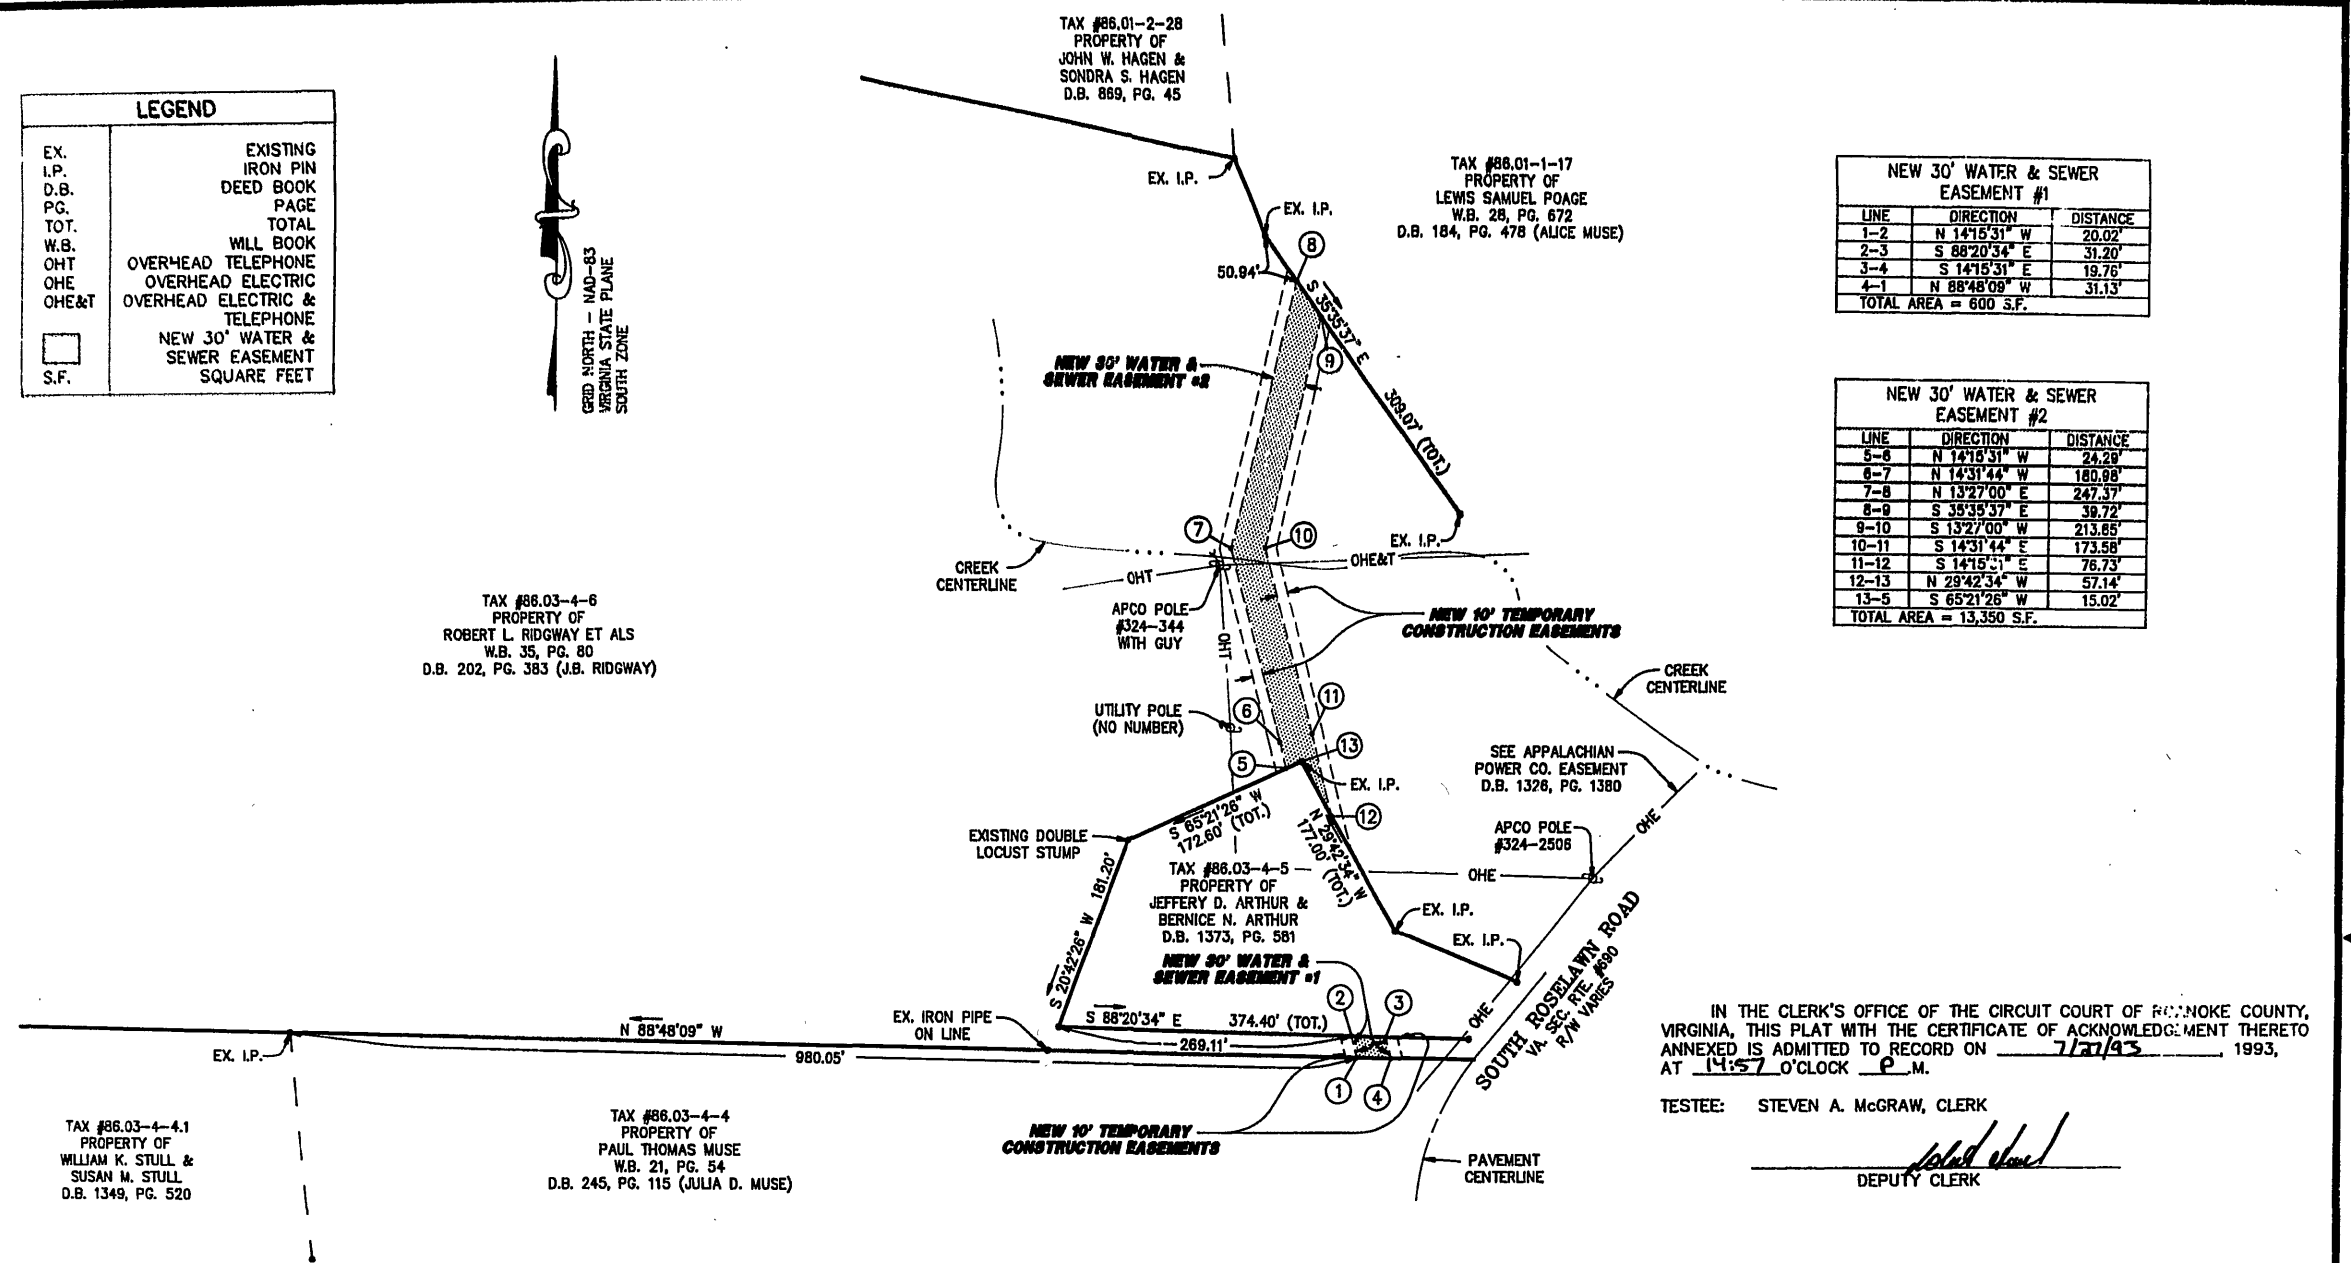 LEGEND
EX. EXISTING
I.P. IRON PIN
D.B. DEED BOOK
PG. PAGE
TOT. TOTAL
W.B. WILL BOOK
OHT OVERHEAD TELEPHONE
OHE OVERHEAD ELECTRIC
OHE&T OVERHEAD ELECTRIC &
TELEPHONE
NEW 30' WATER &
SEWER EASEMENT
S.F. SQUARE FEET
GRID NORTH - NAD-83
VIRGINIA STATE PLANE
SOUTH ZONE
TAX #86.01-2-28
PROPERTY OF
JOHN W. HAGEN &
SONDRA S. HAGEN
D.B. 869, PG. 45
EX. I.P.
EX. I.P.
8
50.94'
S 35°35'37" E
9
309.07' (TOT.)
EX. I.P.
TAX #86.01-1-17
PROPERTY OF
LEWIS SAMUEL POAGE
W.B. 28, PG. 672
D.B. 184, PG. 478 (ALICE MUSE)
NEW 30' WATER &
SEWER EASEMENT #2
7
10
CREEK
CENTERLINE
OHT
OHE&T
APCO POLE
#324-344
WITH GUY
OHT
NEW 10' TEMPORARY
CONSTRUCTION EASEMENTS
TAX #86.03-4-6
PROPERTY OF
ROBERT L. RIDGWAY ET ALS
W.B. 35, PG. 80
D.B. 202, PG. 383 (J.B. RIDGWAY)
UTILITY POLE
(NO NUMBER)
6
11
5
13
EX. I.P.
12
CREEK
CENTERLINE
SEE APPALACHIAN
POWER CO. EASEMENT
D.B. 1326, PG. 1380
APCO POLE
#324-2506
OHE
OHE
EXISTING DOUBLE
LOCUST STUMP
S 65°21'26" W
172.60' (TOT.)
N 29°42'34" W
177.00' (TOT.)
S 20°42'26" W 181.20'
TAX #86.03-4-5
PROPERTY OF
JEFFERY D. ARTHUR &
BERNICE N. ARTHUR
D.B. 1373, PG. 581
NEW 30' WATER &
SEWER EASEMENT #1
EX. I.P.
EX. I.P.
2
3
S 88°20'34" E 374.40' (TOT.)
269.11'
OHE
SOUTH ROSELAWN ROAD
VA. SEC. RTE. #690
R/W VARIES
N 88°48'09" W
EX. IRON PIPE
ON LINE
980.05'
EX. I.P.
1
4
NEW 10' TEMPORARY
CONSTRUCTION EASEMENTS
PAVEMENT
CENTERLINE
TAX #86.03-4-4.1
PROPERTY OF
WILLIAM K. STULL &
SUSAN M. STULL
D.B. 1349, PG. 520
TAX #86.03-4-4
PROPERTY OF
PAUL THOMAS MUSE
W.B. 21, PG. 54
D.B. 245, PG. 115 (JULIA D. MUSE)
NEW 30' WATER & SEWER
EASEMENT #1
LINE DIRECTION DISTANCE
1-2 N 14°15'31" W 20.02'
2-3 S 88°20'34" E 31.20'
3-4 S 14°15'31" E 19.76'
4-1 N 88°48'09" W 31.13'
TOTAL AREA = 600 S.F.
NEW 30' WATER & SEWER
EASEMENT #2
LINE DIRECTION DISTANCE
5-6 N 14°15'31" W 24.29'
6-7 N 14°31'44" W 180.98'
7-8 N 13°27'00" E 247.37'
8-9 S 35°35'37" E 39.72'
9-10 S 13°27'00" W 213.65'
10-11 S 14°31'44" E 173.58'
11-12 S 14°15'31" E 76.73'
12-13 N 29°42'34" W 57.14'
13-5 S 65°21'26" W 15.02'
TOTAL AREA = 13,350 S.F.
IN THE CLERK'S OFFICE OF THE CIRCUIT COURT OF ROANOKE COUNTY,
VIRGINIA, THIS PLAT WITH THE CERTIFICATE OF ACKNOWLEDGEMENT THERETO
ANNEXED IS ADMITTED TO RECORD ON 7/27/93, 1993,
AT 14:57 O'CLOCK P.M.
TESTEE: STEVEN A. McGRAW, CLERK
DEPUTY CLERK